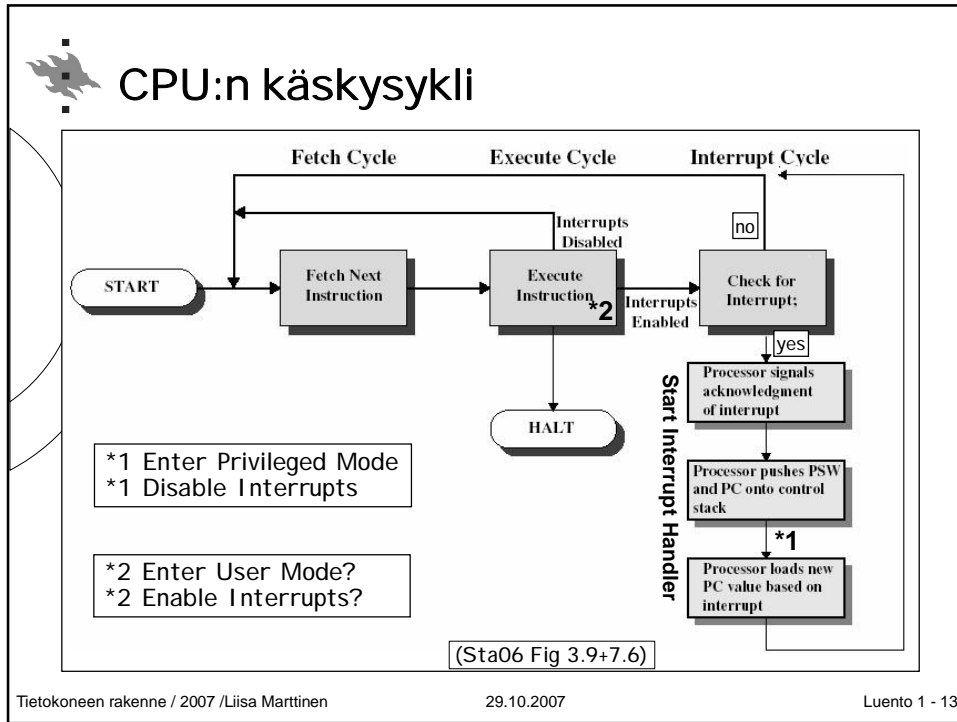 CPU:n käskysykli
Fetch Cycle
Execute Cycle
Interrupt Cycle
Interrupts
Disabled
no
START
Fetch Next
Instruction
Execute
Instruction
*2
Interrupts
Enabled
Check for
Interrupt;
yes
HALT
Start Interrupt Handler
Processor signals
acknowledgment
of interrupt
Processor pushes PSW
and PC onto control
stack
*1
Processor loads new
PC value based on
interrupt
*1 Enter Privileged Mode
*1 Disable Interrupts
*2 Enter User Mode?
*2 Enable Interrupts?
(Sta06 Fig 3.9+7.6)
Tietokoneen rakenne / 2007 /Liisa Marttinen
29.10.2007
Luento 1 - 13